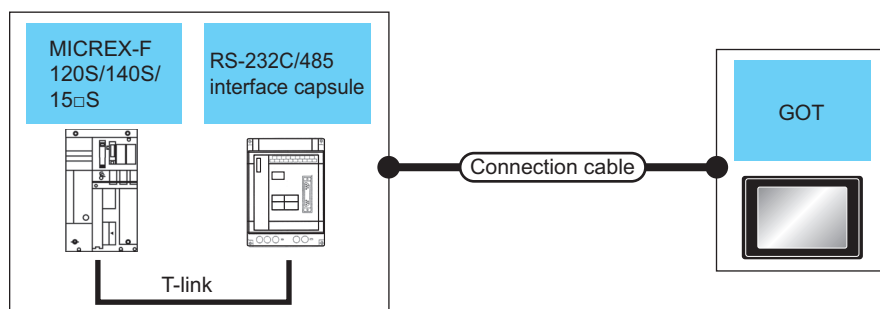 MICREX-F
120S/140S/
15□S
RS-232C/485
interface capsule
GOT
Connection cable
T-link